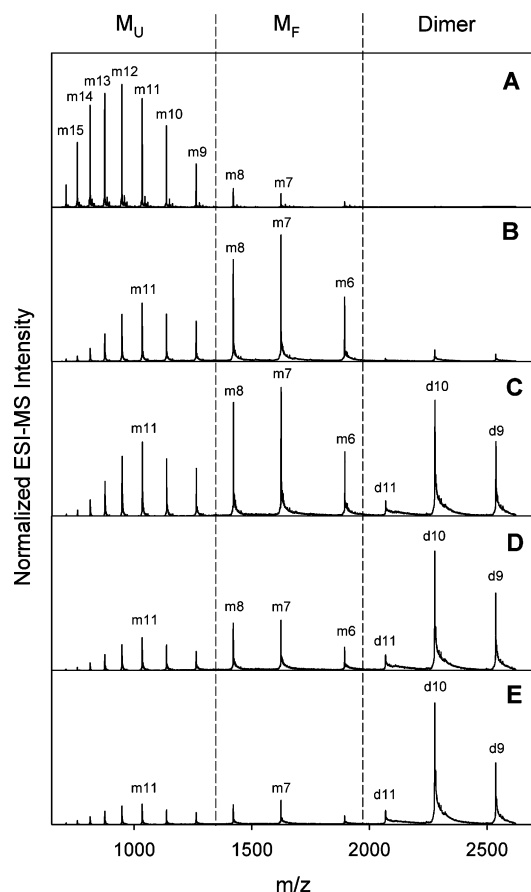 M_U M_F Dimer
A
m15 m14 m13 m12 m11 m10 m9 m8 m7
B
m11 m8 m7 m6
C
m11 m8 m7 m6 d11 d10 d9
D
m11 m8 m7 m6 d11 d10 d9
E
m11 m7 d11 d10 d9
Normalized ESI-MS Intensity
1000 1500 2000 2500
m/z